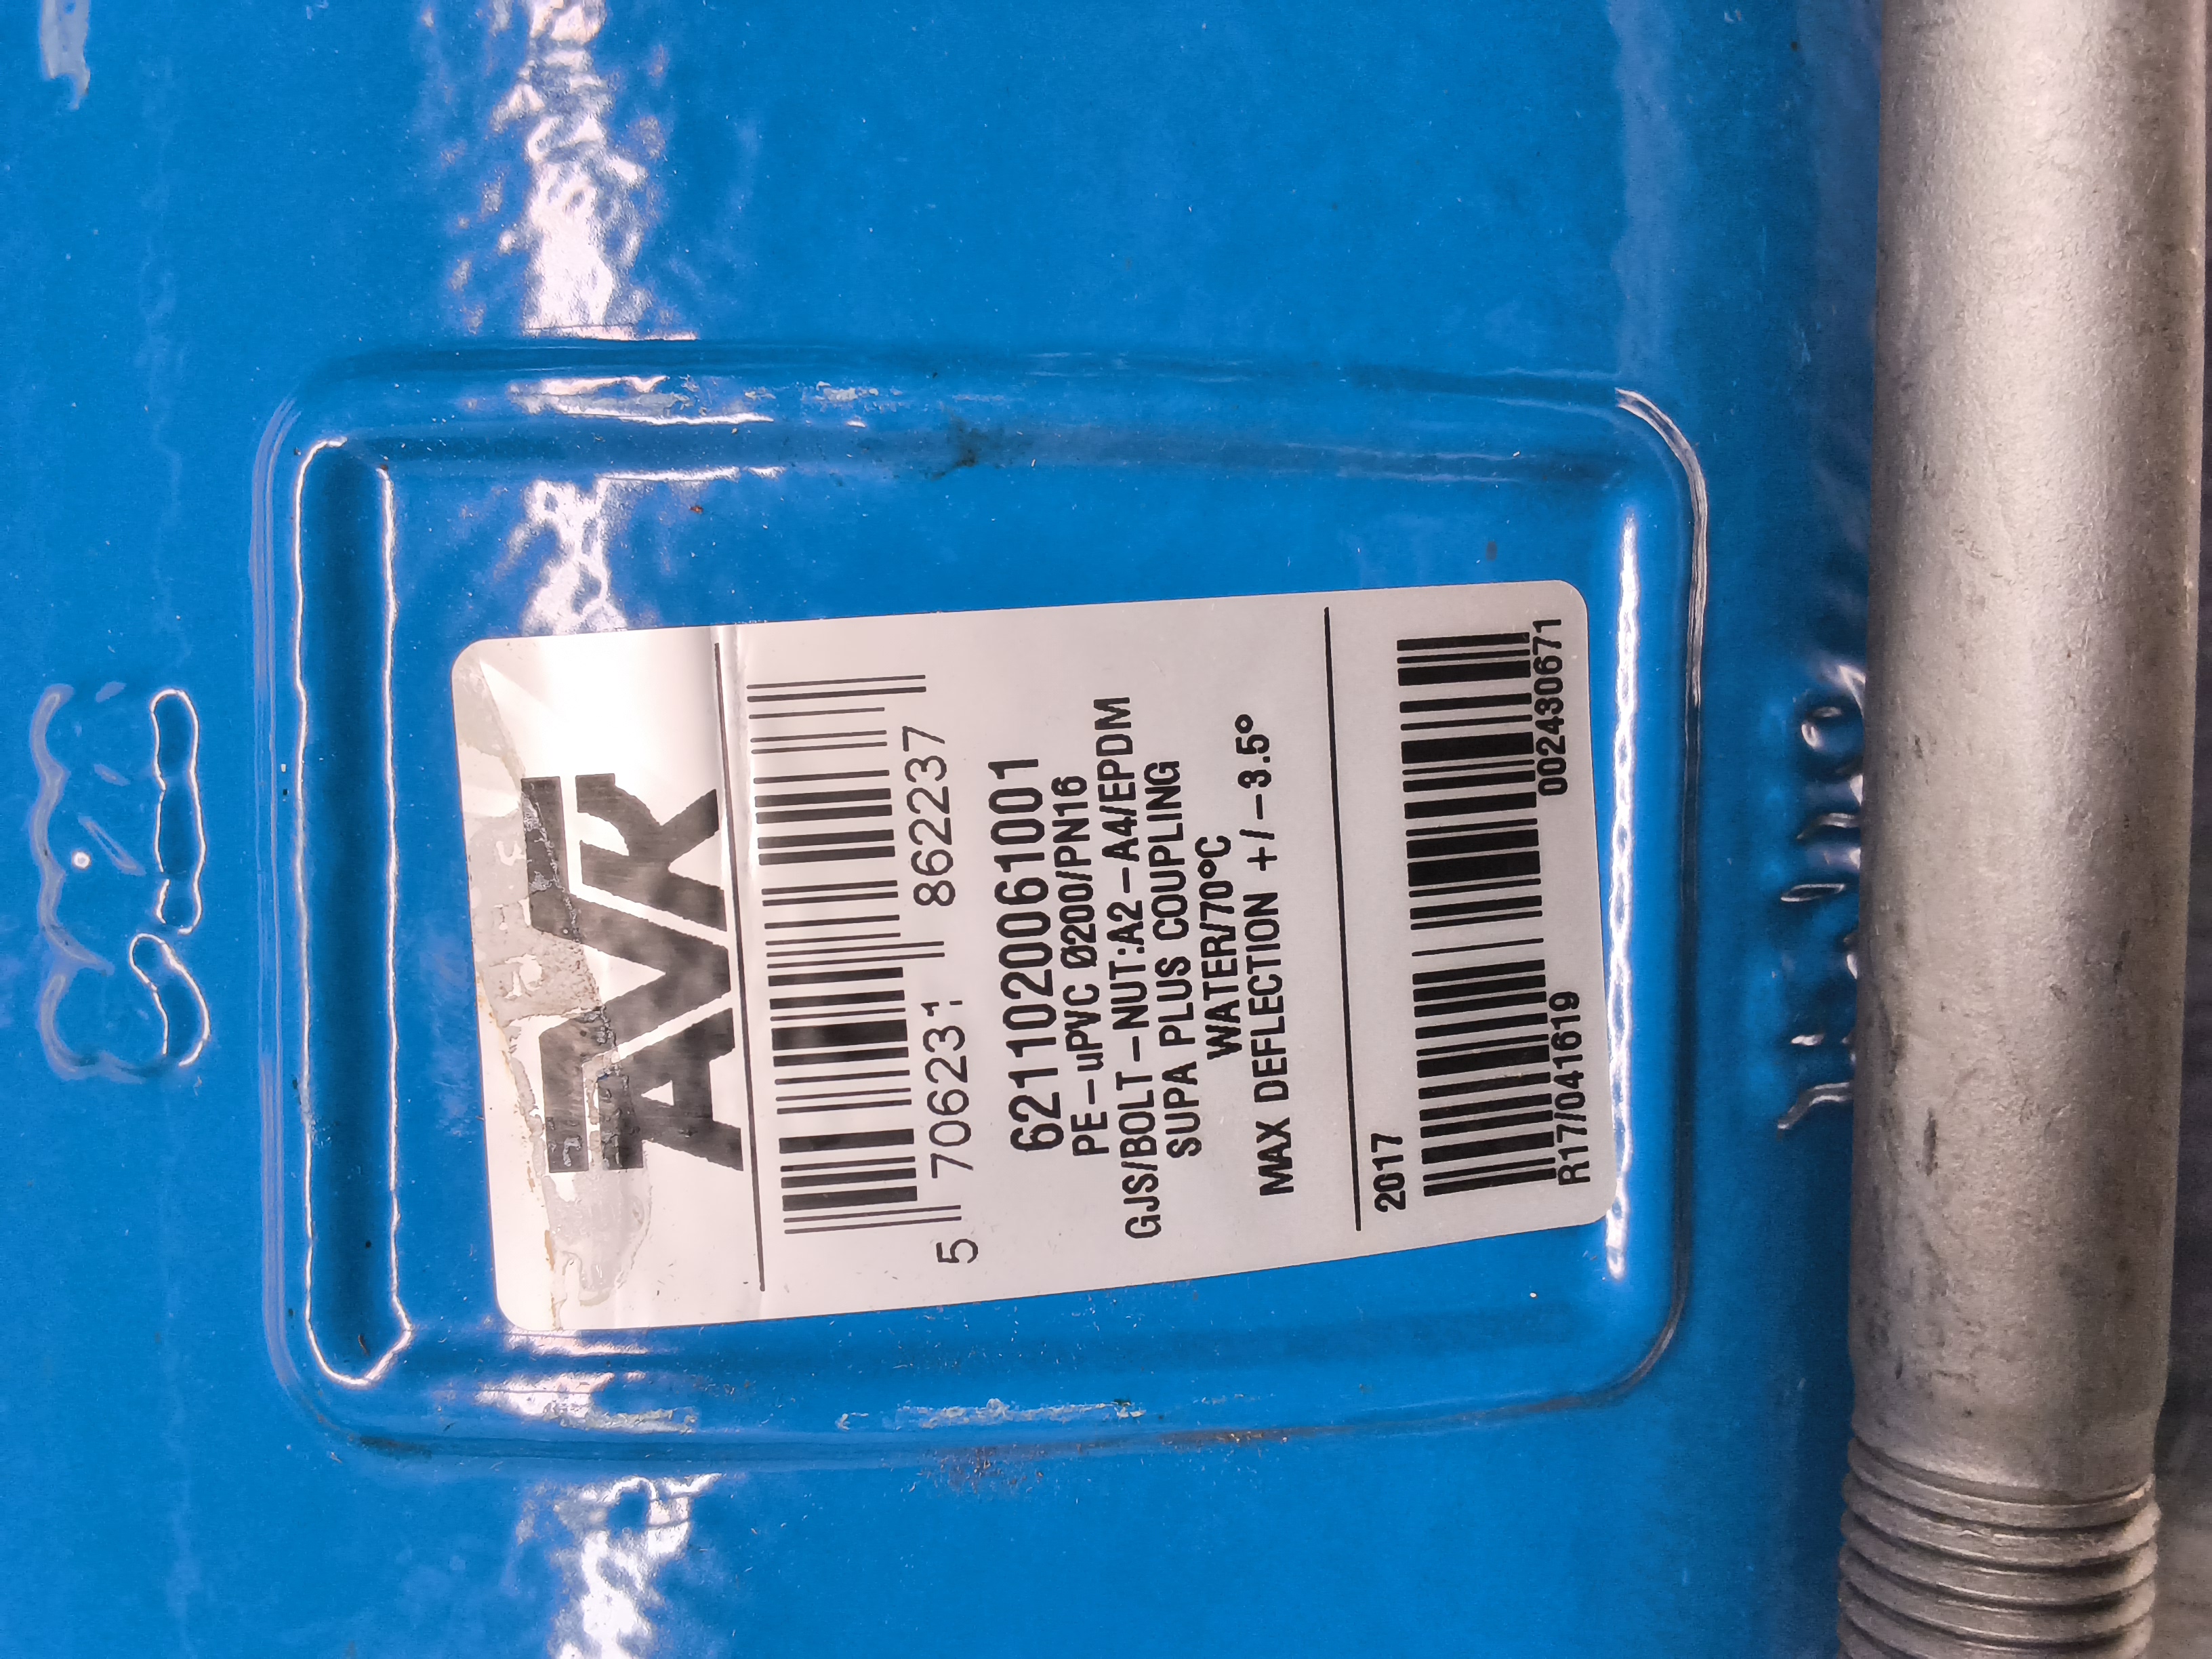 AVK
5 706231 862237
6211020061001
PE-uPVC Ø200/PN16
GJS/BOLT-NUT:A2-A4/EPDM
SUPA PLUS COUPLING
WATER/70°C
MAX DEFLECTION +/-3.5°
2017
R17/041619 002430671